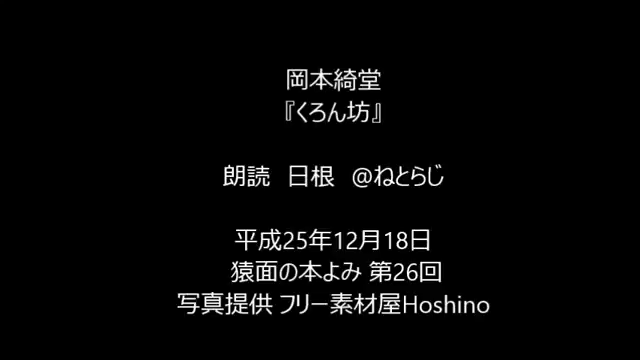 岡本綺堂
『くろん坊』
朗読　日根　@ねとらじ
平成25年12月18日
猿面の本よみ 第26回
写真提供 フリー素材屋Hoshino